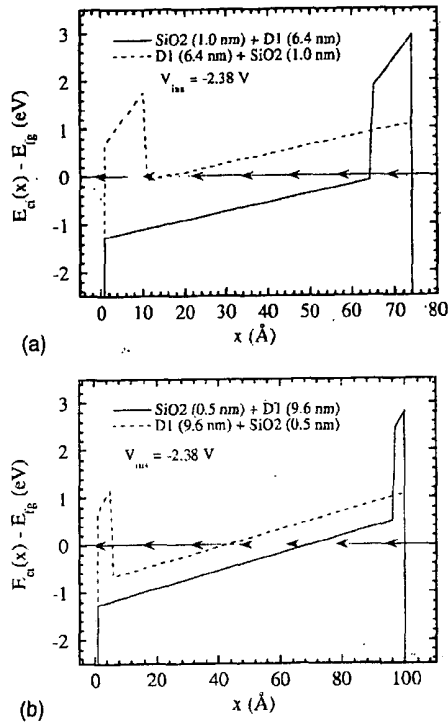 3
SiO2 (1.0 nm) + D1 (6.4 nm)
D1 (6.4 nm) + SiO2 (1.0 nm)
2
V_ins = -2.38 V
1
0
-1
-2
E_ci(x) - E_fg (eV)
0 10 20 30 40 50 60 70 80
x (Å)
(a)
3
SiO2 (0.5 nm) + D1 (9.6 nm)
D1 (9.6 nm) + SiO2 (0.5 nm)
2
V_ins = -2.38 V
1
0
-1
-2
E_ci(x) - E_fg (eV)
0 20 40 60 80 100
x (Å)
(b)